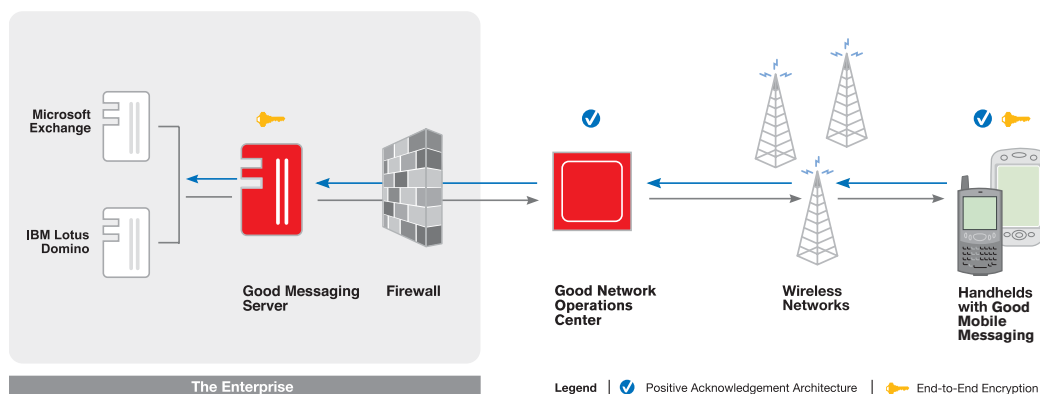 Microsoft
Exchange
IBM Lotus
Domino
Good Messaging
Server
Firewall
Good Network
Operations
Center
Wireless
Networks
Handhelds
with Good
Mobile
Messaging
The Enterprise
Legend | Positive Acknowledgement Architecture | End-to-End Encryption